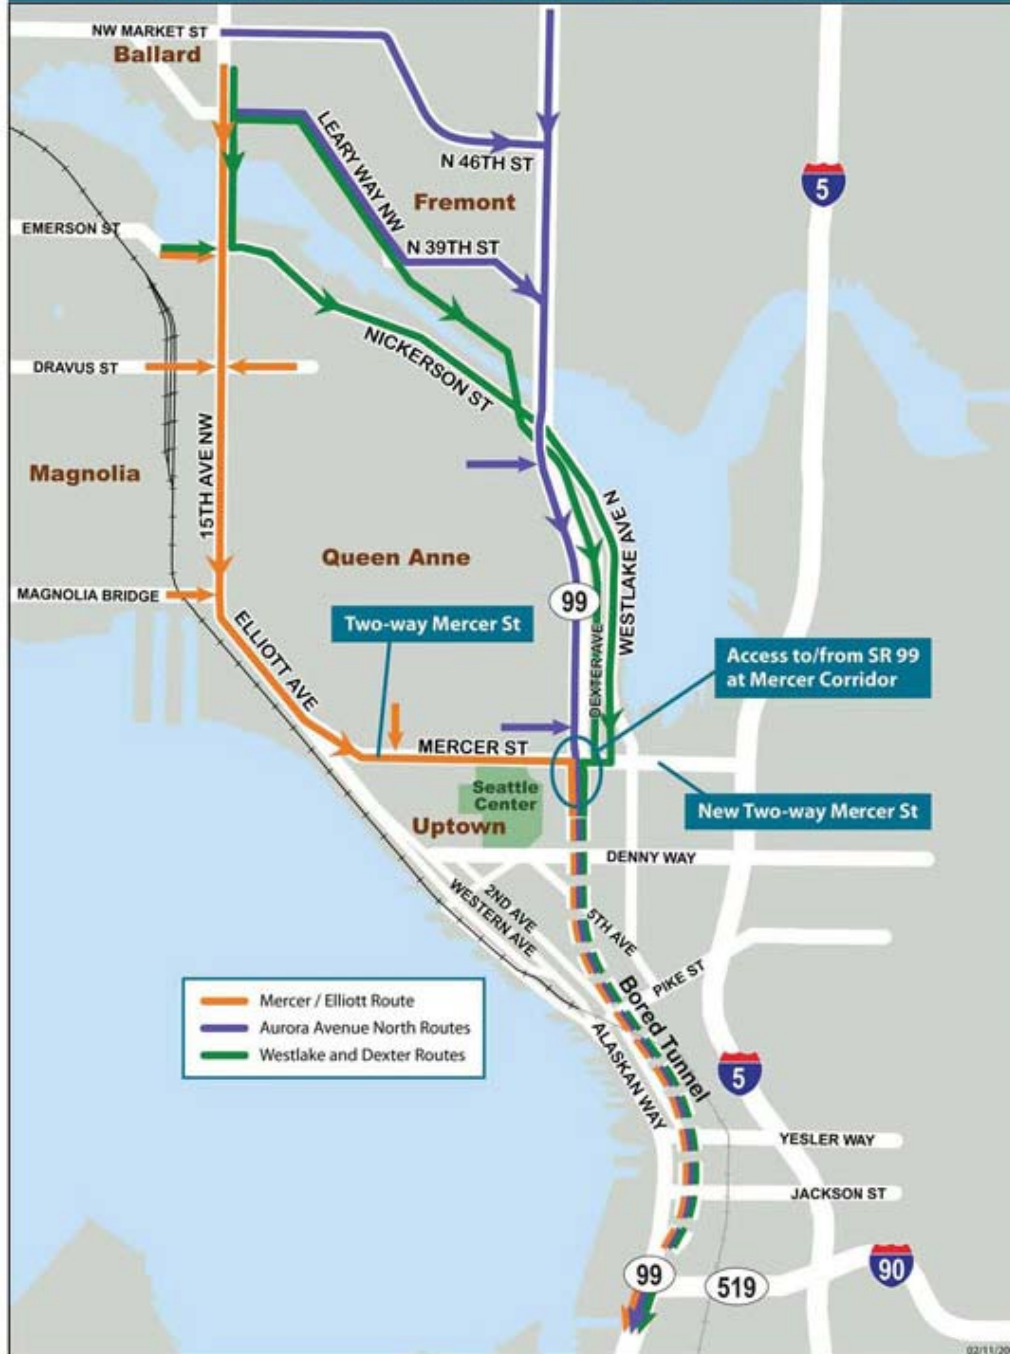 NW MARKET ST
Ballard
LEARY WAY NW
N 46TH ST
5
Fremont
EMERSON ST
N 39TH ST
NICKERSON ST
DRAVUS ST
Magnolia
15TH AVE NW
WESTLAKE AVE N
Queen Anne
MAGNOLIA BRIDGE
99
Two-way Mercer St
ELLIOTT AVE
DEXTER AVE
Access to/from SR 99
at Mercer Corridor
MERCER ST
Seattle
Center
New Two-way Mercer St
Uptown
DENNY WAY
2ND AVE
WESTERN AVE
5TH AVE
PIKE ST
Bored Tunnel
Mercer / Elliott Route
Aurora Avenue North Routes
Westlake and Dexter Routes
ALASKAN WAY
5
YESLER WAY
JACKSON ST
99
519
90
02/11/20